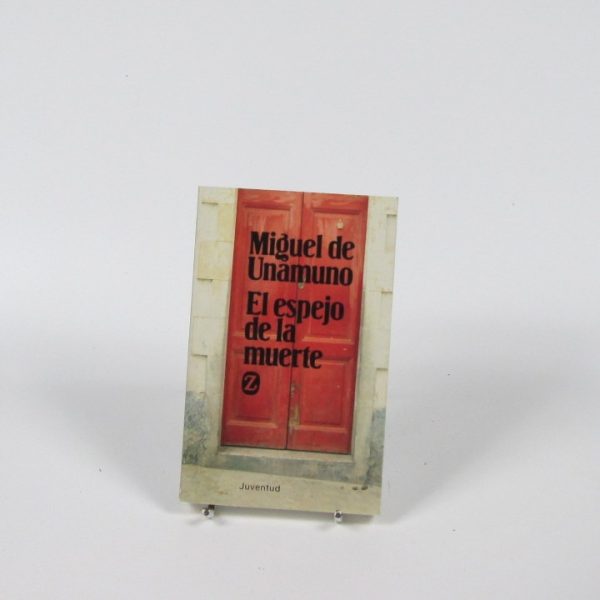 Miguel de
Unamuno
El espejo
de la
muerte
Z
Juventud